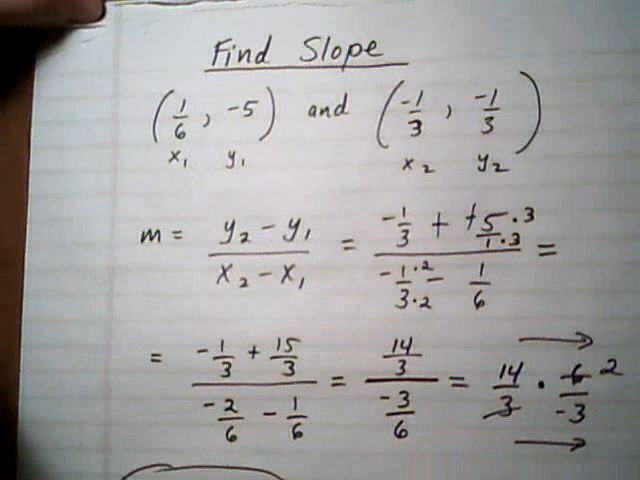 Find Slope
(1/6, -5) and (-1/3, -1/3)
x₁ y₁ x₂ y₂
m = (y₂ - y₁)/(x₂ - x₁) = (-1/3 + +5/1 · 3/3)/(-1/3 · 2/2 - 1/6) =
= (-1/3 + 15/3)/(-2/6 - 1/6) = (14/3)/(-3/6) = 14/3 · 6/-3 2